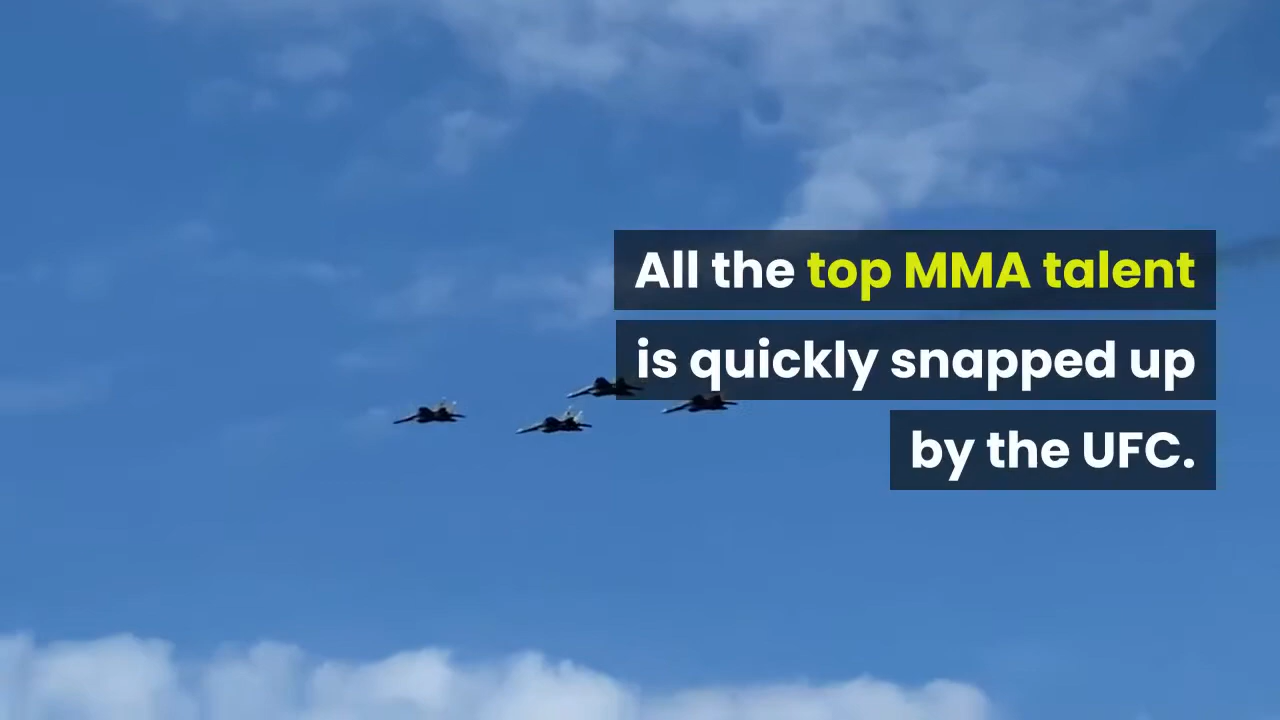 All the top MMA talent
is quickly snapped up
by the UFC.